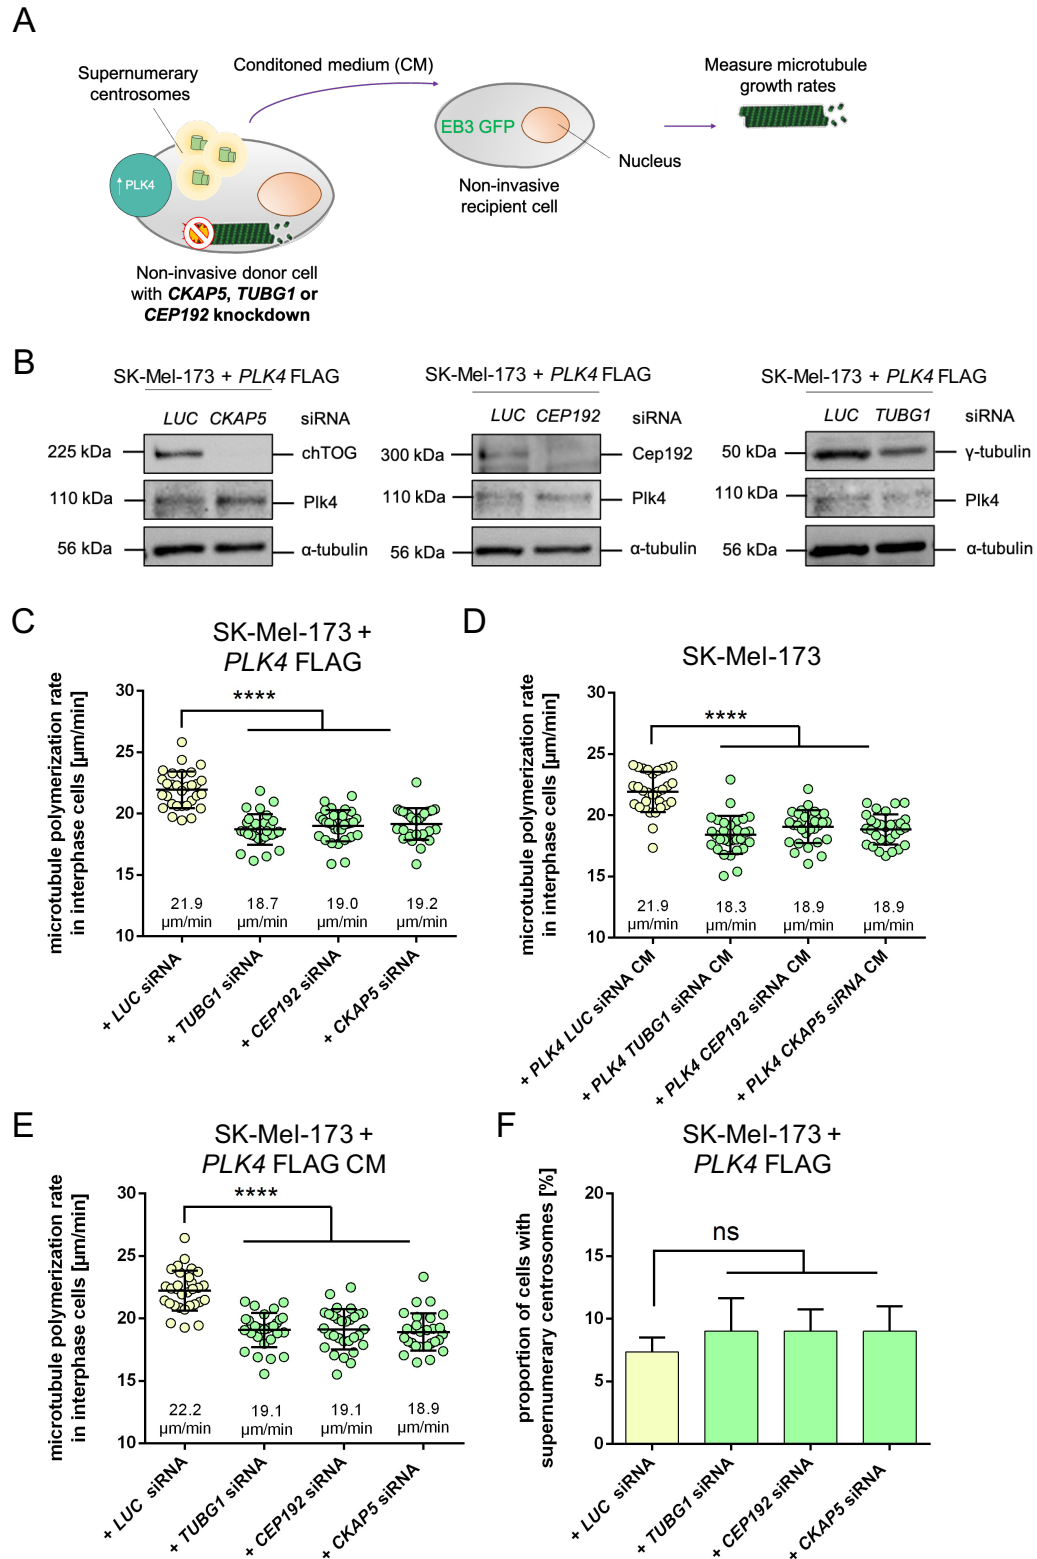 A
Supernumerary
centrosomes
Conditoned medium (CM)
Measure microtubule
growth rates
EB3 GFP
↑ PLK4
Nucleus
Non-invasive
recipient cell
Non-invasive donor cell
with CKAP5, TUBG1 or
CEP192 knockdown
B
SK-Mel-173 + PLK4 FLAG
LUC CKAP5 siRNA
225 kDa chTOG
110 kDa Plk4
56 kDa α-tubulin
SK-Mel-173 + PLK4 FLAG
LUC CEP192 siRNA
300 kDa Cep192
110 kDa Plk4
56 kDa α-tubulin
SK-Mel-173 + PLK4 FLAG
LUC TUBG1 siRNA
50 kDa γ-tubulin
110 kDa Plk4
56 kDa α-tubulin
C
SK-Mel-173 +
PLK4 FLAG
microtubule polymerization rate
in interphase cells [µm/min]
30
25
20
15
10
****
21.9 18.7 19.0 19.2
µm/min µm/min µm/min µm/min
+ LUC siRNA
+ TUBG1 siRNA
+ CEP192 siRNA
+ CKAP5 siRNA
D
SK-Mel-173
microtubule polymerization rate
in interphase cells [µm/min]
30
25
20
15
10
****
21.9 18.3 18.9 18.9
µm/min µm/min µm/min µm/min
+ PLK4 LUC siRNA CM
+ PLK4 TUBG1 siRNA CM
+ PLK4 CEP192 siRNA CM
+ PLK4 CKAP5 siRNA CM
E
SK-Mel-173 +
PLK4 FLAG CM
microtubule polymerization rate
in interphase cells [µm/min]
30
25
20
15
10
****
22.2 19.1 19.1 18.9
µm/min µm/min µm/min µm/min
+ LUC siRNA
+ TUBG1 siRNA
+ CEP192 siRNA
+ CKAP5 siRNA
F
SK-Mel-173 +
PLK4 FLAG
proportion of cells with
supernumerary centrosomes [%]
20
15
10
5
0
ns
+ LUC siRNA
+ TUBG1 siRNA
+ CEP192 siRNA
+ CKAP5 siRNA